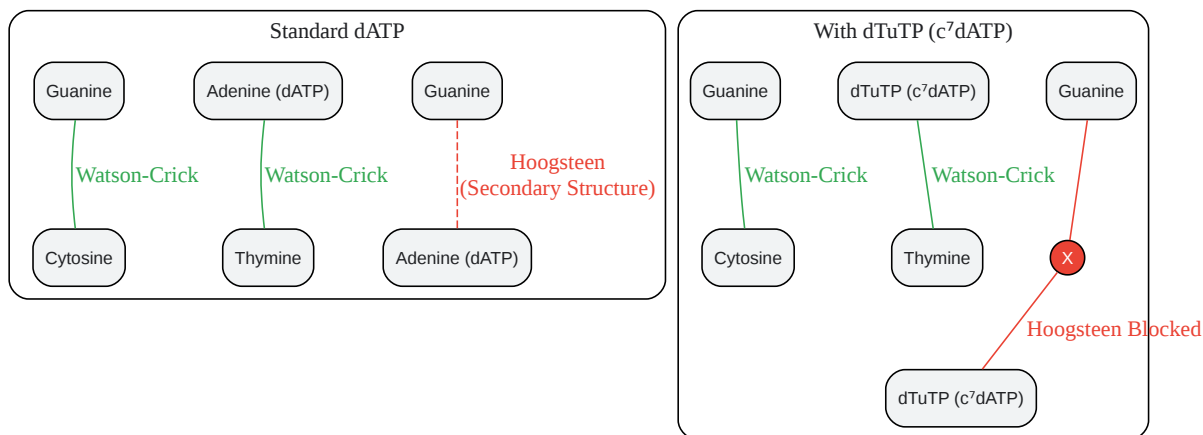 Standard dATP
Guanine
Adenine (dATP)
Guanine
Watson-Crick
Watson-Crick
Hoogsteen
(Secondary Structure)
Cytosine
Thymine
Adenine (dATP)
With dTuTP (c⁷dATP)
Guanine
dTuTP (c⁷dATP)
Guanine
Watson-Crick
Watson-Crick
Cytosine
Thymine
X
Hoogsteen Blocked
dTuTP (c⁷dATP)